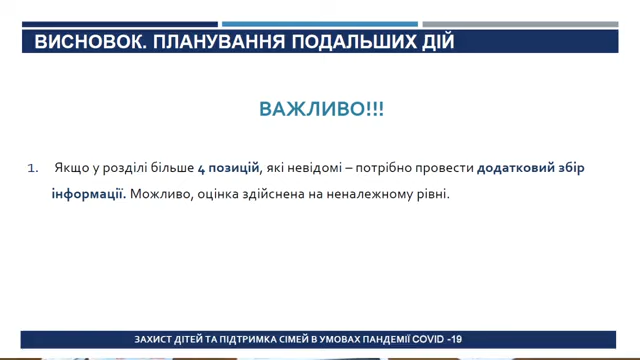 ВИСНОВОК. ПЛАНУВАННЯ ПОДАЛЬШИХ ДІЙ
ВАЖЛИВО!!!
1. Якщо у розділі більше 4 позицій, які невідомі – потрібно провести додатковий збір
інформації. Можливо, оцінка здійснена на неналежному рівні.
ЗАХИСТ ДІТЕЙ ТА ПІДТРИМКА СІМЕЙ В УМОВАХ ПАНДЕМІЇ COVID -19